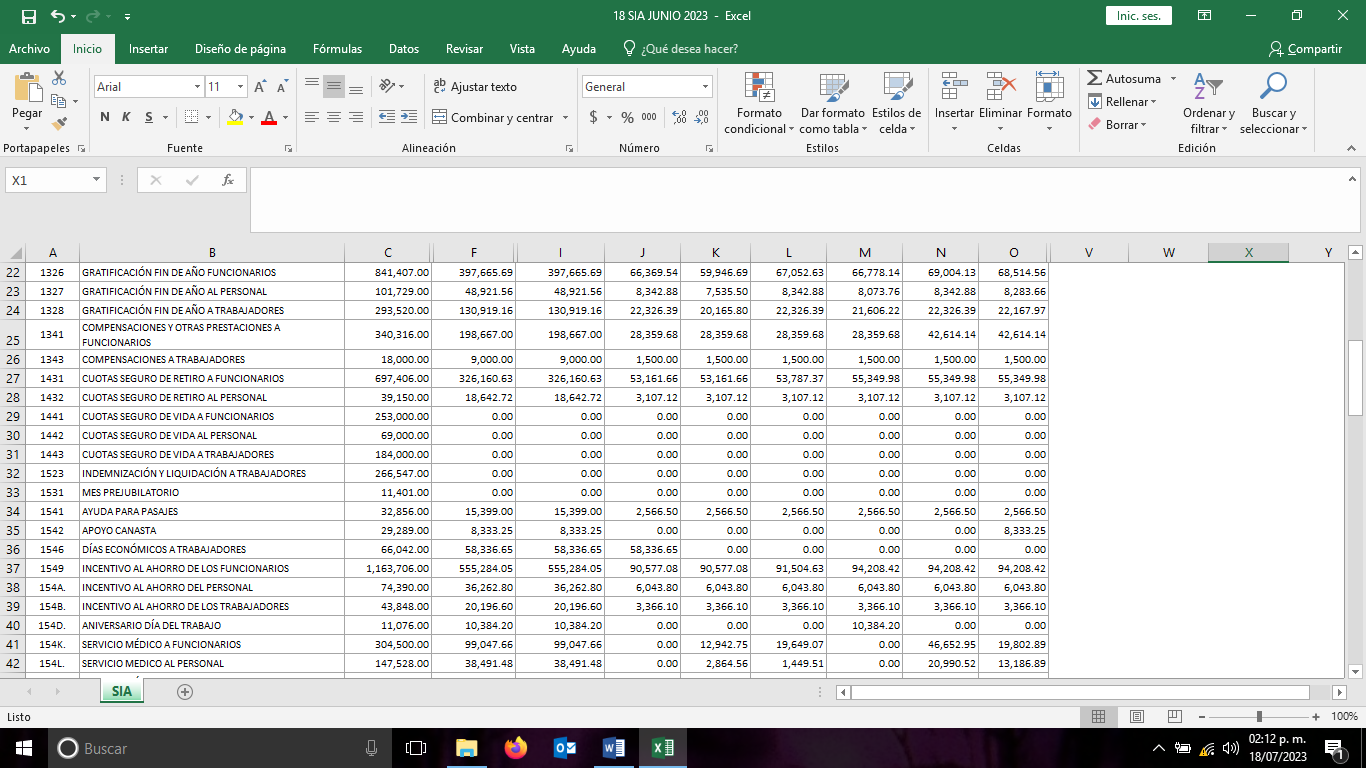 18 SIA JUNIO 2023 - Excel
Inic. ses.
Archivo Inicio Insertar Diseño de página Fórmulas Datos Revisar Vista Ayuda ¿Qué desea hacer? Compartir
Pegar
Arial 11
N K S
Ajustar texto
Combinar y centrar
General
$ % 000
Formato condicional
Dar formato como tabla
Estilos de celda
Insertar Eliminar Formato
Autosuma
Rellenar
Borrar
Ordenar y filtrar
Buscar y seleccionar
Portapapeles Fuente Alineación Número Estilos Celdas Edición
X1 fx
A B C F I J K L M N O V W X Y
22 1326 GRATIFICACIÓN FIN DE AÑO FUNCIONARIOS 841,407.00 397,665.69 397,665.69 66,369.54 59,946.69 67,052.63 66,778.14 69,004.13 68,514.56
23 1327 GRATIFICACIÓN FIN DE AÑO AL PERSONAL 101,729.00 48,921.56 48,921.56 8,342.88 7,535.50 8,342.88 8,073.76 8,342.88 8,283.66
24 1328 GRATIFICACIÓN FIN DE AÑO A TRABAJADORES 293,520.00 130,919.16 130,919.16 22,326.39 20,165.80 22,326.39 21,606.22 22,326.39 22,167.97
25 1341 COMPENSACIONES Y OTRAS PRESTACIONES A FUNCIONARIOS 340,316.00 198,667.00 198,667.00 28,359.68 28,359.68 28,359.68 28,359.68 42,614.14 42,614.14
26 1343 COMPENSACIONES A TRABAJADORES 18,000.00 9,000.00 9,000.00 1,500.00 1,500.00 1,500.00 1,500.00 1,500.00 1,500.00
27 1431 CUOTAS SEGURO DE RETIRO A FUNCIONARIOS 697,406.00 326,160.63 326,160.63 53,161.66 53,161.66 53,787.37 55,349.98 55,349.98 55,349.98
28 1432 CUOTAS SEGURO DE RETIRO AL PERSONAL 39,150.00 18,642.72 18,642.72 3,107.12 3,107.12 3,107.12 3,107.12 3,107.12 3,107.12
29 1441 CUOTAS SEGURO DE VIDA A FUNCIONARIOS 253,000.00 0.00 0.00 0.00 0.00 0.00 0.00 0.00 0.00
30 1442 CUOTAS SEGURO DE VIDA AL PERSONAL 69,000.00 0.00 0.00 0.00 0.00 0.00 0.00 0.00 0.00
31 1443 CUOTAS SEGURO DE VIDA A TRABAJADORES 184,000.00 0.00 0.00 0.00 0.00 0.00 0.00 0.00 0.00
32 1523 INDEMNIZACIÓN Y LIQUIDACIÓN A TRABAJADORES 266,547.00 0.00 0.00 0.00 0.00 0.00 0.00 0.00 0.00
33 1531 MES PREJUBILATORIO 11,401.00 0.00 0.00 0.00 0.00 0.00 0.00 0.00 0.00
34 1541 AYUDA PARA PASAJES 32,856.00 15,399.00 15,399.00 2,566.50 2,566.50 2,566.50 2,566.50 2,566.50 2,566.50
35 1542 APOYO CANASTA 29,289.00 8,333.25 8,333.25 0.00 0.00 0.00 0.00 0.00 8,333.25
36 1546 DÍAS ECONÓMICOS A TRABAJADORES 66,042.00 58,336.65 58,336.65 58,336.65 0.00 0.00 0.00 0.00 0.00
37 1549 INCENTIVO AL AHORRO DE LOS FUNCIONARIOS 1,163,706.00 555,284.05 555,284.05 90,577.08 90,577.08 91,504.63 94,208.42 94,208.42 94,208.42
38 154A. INCENTIVO AL AHORRO DEL PERSONAL 74,390.00 36,262.80 36,262.80 6,043.80 6,043.80 6,043.80 6,043.80 6,043.80 6,043.80
39 154B. INCENTIVO AL AHORRO DE LOS TRABAJADORES 43,848.00 20,196.60 20,196.60 3,366.10 3,366.10 3,366.10 3,366.10 3,366.10 3,366.10
40 154D. ANIVERSARIO DÍA DEL TRABAJO 11,076.00 10,384.20 10,384.20 0.00 0.00 0.00 10,384.20 0.00 0.00
41 154K. SERVICIO MÉDICO A FUNCIONARIOS 304,500.00 99,047.66 99,047.66 0.00 12,942.75 19,649.07 0.00 46,652.95 19,802.89
42 154L. SERVICIO MEDICO AL PERSONAL 147,528.00 38,491.48 38,491.48 0.00 2,864.56 1,449.51 0.00 20,990.52 13,186.89
SIA
Listo
100%
Buscar
02:12 p. m.
18/07/2023
1